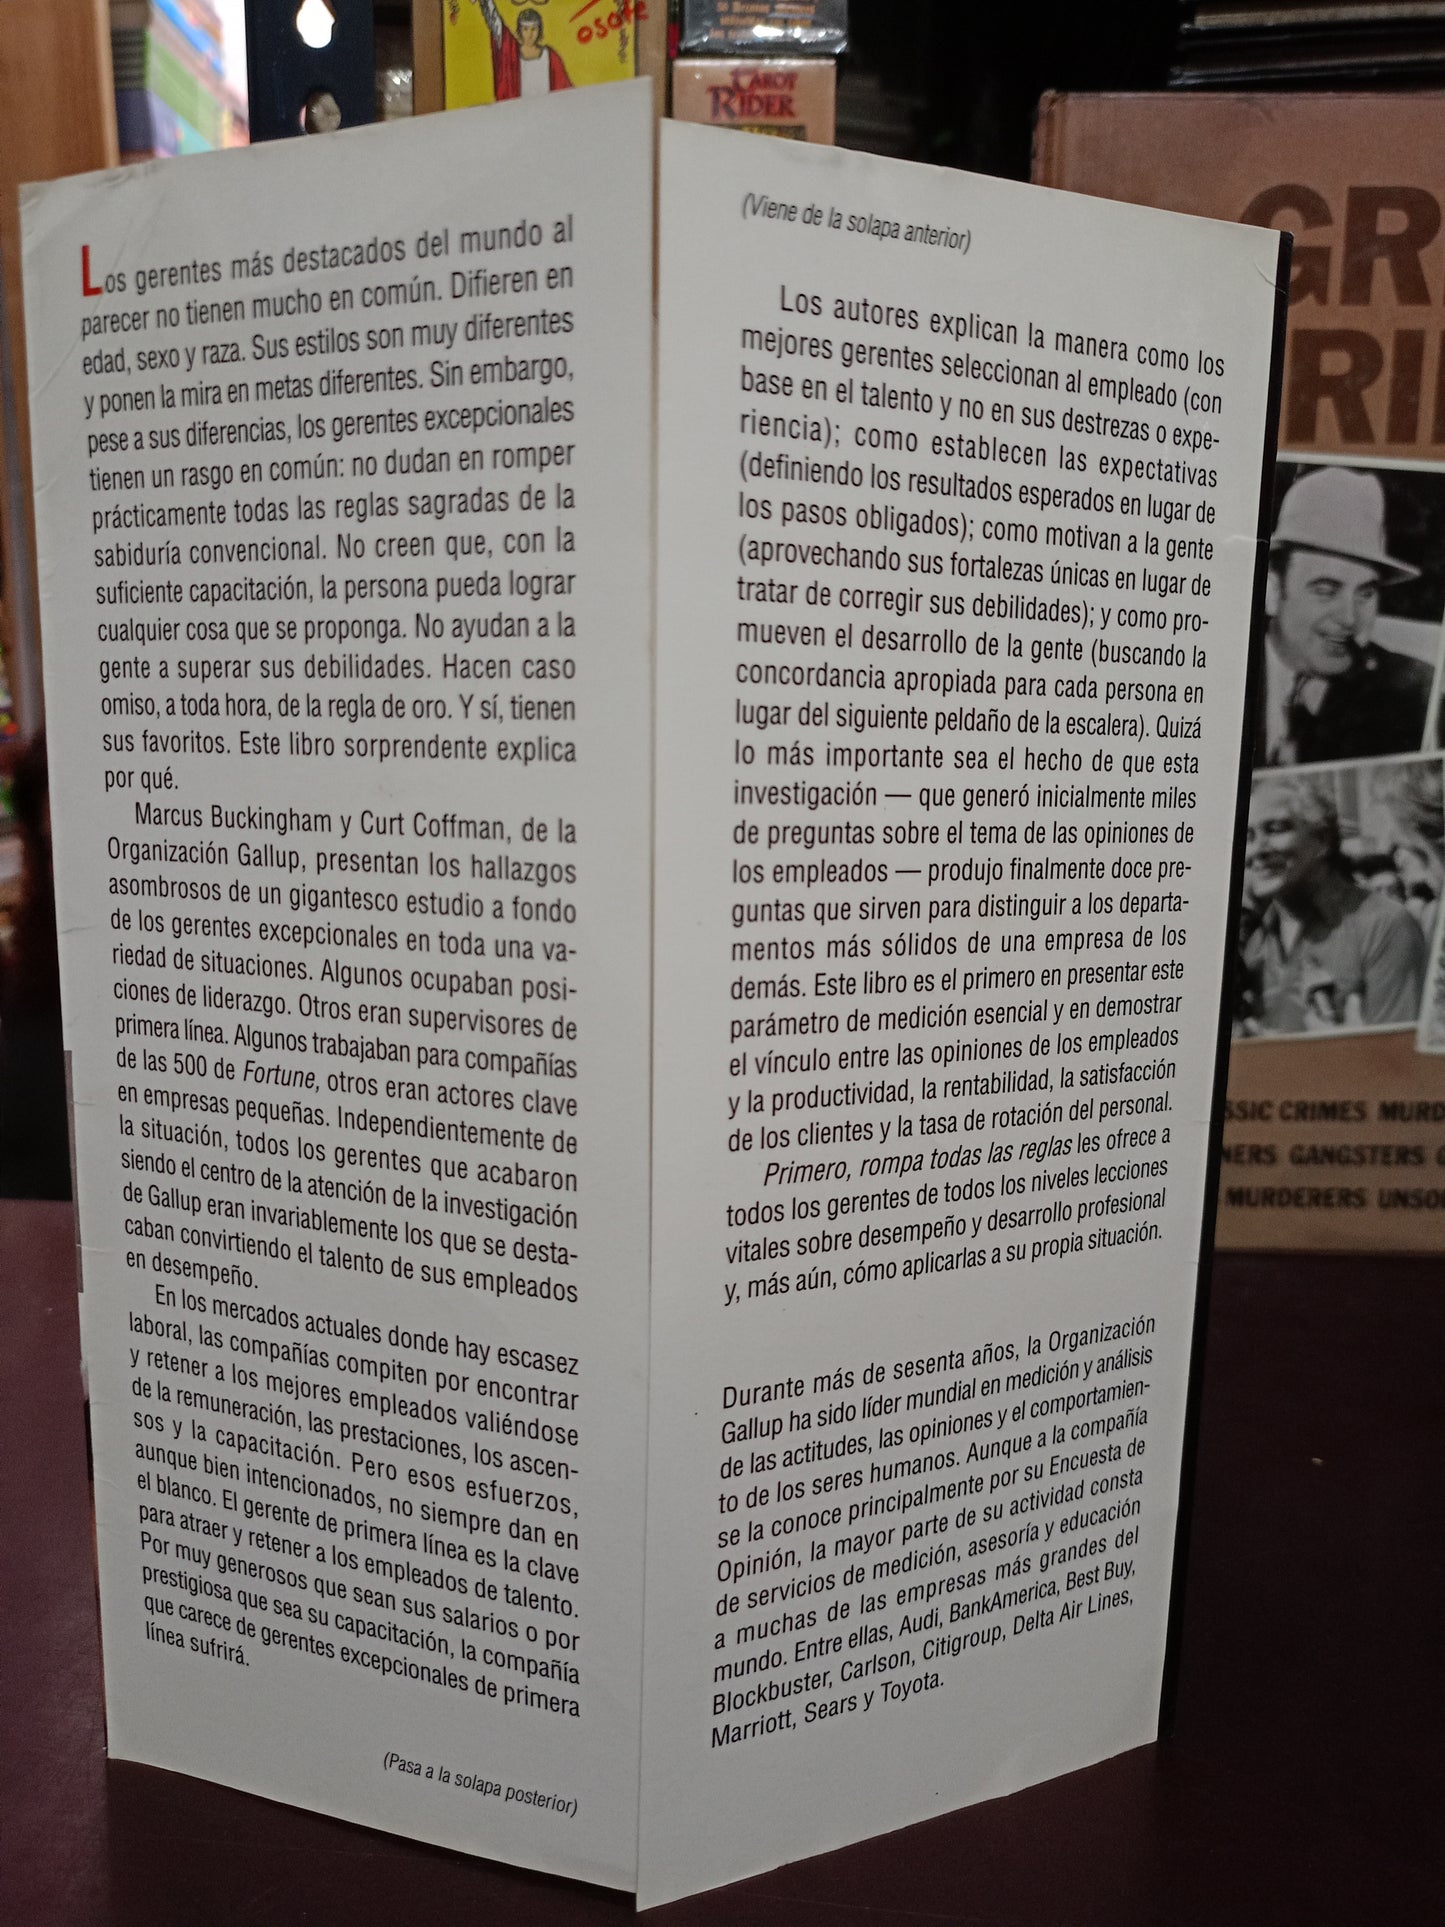 osote
TAROT
RIDER
GR
RI
SSIC CRIMES MURD
NERS GANGSTERS
MURDERERS UNSO
Los gerentes más destacados del mundo al
parecer no tienen mucho en común. Difieren en
edad, sexo y raza. Sus estilos son muy diferentes
y ponen la mira en metas diferentes. Sin embargo,
pese a sus diferencias, los gerentes excepcionales
tienen un rasgo en común: no dudan en romper
prácticamente todas las reglas sagradas de la
sabiduría convencional. No creen que, con la
suficiente capacitación, la persona pueda lograr
cualquier cosa que se proponga. No ayudan a la
gente a superar sus debilidades. Hacen caso
omiso, a toda hora, de la regla de oro. Y sí, tienen
sus favoritos. Este libro sorprendente explica
por qué.
Marcus Buckingham y Curt Coffman, de la
Organización Gallup, presentan los hallazgos
asombrosos de un gigantesco estudio a fondo
de los gerentes excepcionales en toda una va-
riedad de situaciones. Algunos ocupaban posi-
ciones de liderazgo. Otros eran supervisores de
primera línea. Algunos trabajaban para compañías
de las 500 de Fortune, otros eran actores clave
en empresas pequeñas. Independientemente de
la situación, todos los gerentes que acabaron
siendo el centro de la atención de la investigación
de Gallup eran invariablemente los que se desta-
caban convirtiendo el talento de sus empleados
en desempeño.
En los mercados actuales donde hay escasez
laboral, las compañías compiten por encontrar
y retener a los mejores empleados valiéndose
de la remuneración, las prestaciones, los ascen-
sos y la capacitación. Pero esos esfuerzos,
aunque bien intencionados, no siempre dan en
el blanco. El gerente de primera línea es la clave
para atraer y retener a los empleados de talento.
Por muy generosos que sean sus salarios o por
prestigiosa que sea su capacitación, la compañía
que carece de gerentes excepcionales de primera
línea sufrirá.
(Pasa a la solapa posterior)
(Viene de la solapa anterior)
Los autores explican la manera como los
mejores gerentes seleccionan al empleado (con
base en el talento y no en sus destrezas o expe-
riencia); como establecen las expectativas
(definiendo los resultados esperados en lugar de
los pasos obligados); como motivan a la gente
(aprovechando sus fortalezas únicas en lugar de
tratar de corregir sus debilidades); y como pro-
mueven el desarrollo de la gente (buscando la
concordancia apropiada para cada persona en
lugar del siguiente peldaño de la escalera). Quizá
lo más importante sea el hecho de que esta
investigación — que generó inicialmente miles
de preguntas sobre el tema de las opiniones de
los empleados — produjo finalmente doce pre-
guntas que sirven para distinguir a los departa-
mentos más sólidos de una empresa de los
demás. Este libro es el primero en presentar este
parámetro de medición esencial y en demostrar
el vínculo entre las opiniones de los empleados
y la productividad, la rentabilidad, la satisfacción
de los clientes y la tasa de rotación del personal.
Primero, rompa todas las reglas les ofrece a
todos los gerentes de todos los niveles lecciones
vitales sobre desempeño y desarrollo profesional
y, más aún, cómo aplicarlas a su propia situación.
Durante más de sesenta años, la Organización
Gallup ha sido líder mundial en medición y análisis
de las actitudes, las opiniones y el comportamien-
to de los seres humanos. Aunque a la compañía
se la conoce principalmente por su Encuesta de
Opinión, la mayor parte de su actividad consta
de servicios de medición, asesoría y educación
a muchas de las empresas más grandes del
mundo. Entre ellas, Audi, BankAmerica, Best Buy,
Blockbuster, Carlson, Citigroup, Delta Air Lines,
Marriott, Sears y Toyota.